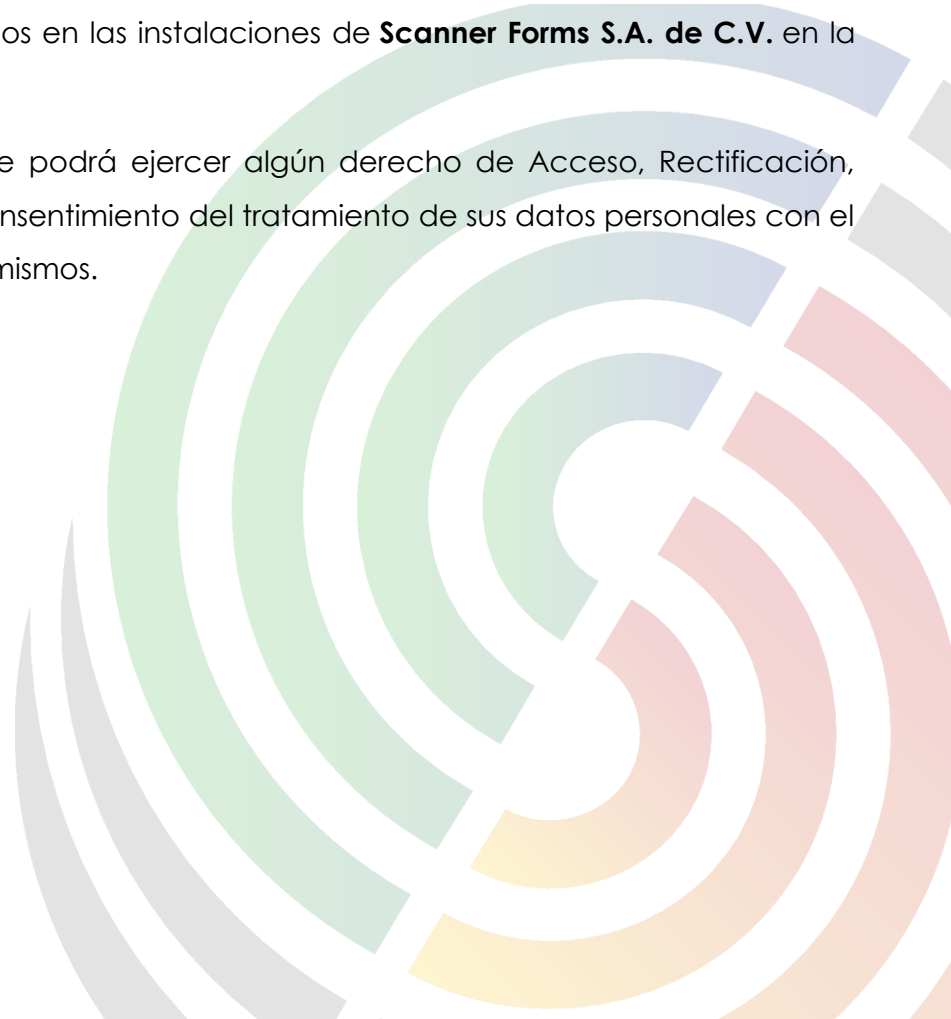 os en las instalaciones de Scanner Forms S.A. de C.V. en la
e podrá ejercer algún derecho de Acceso, Rectificación,
nsentimiento del tratamiento de sus datos personales con el
mismos.